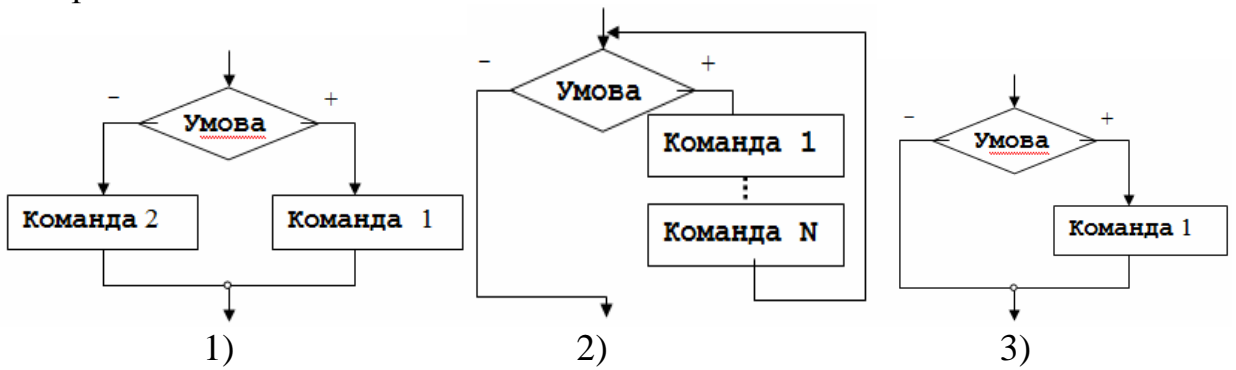 - Умова +
Команда 2
Команда 1
1)
- Умова +
Команда 1
Команда N
2)
- Умова +
Команда 1
3)